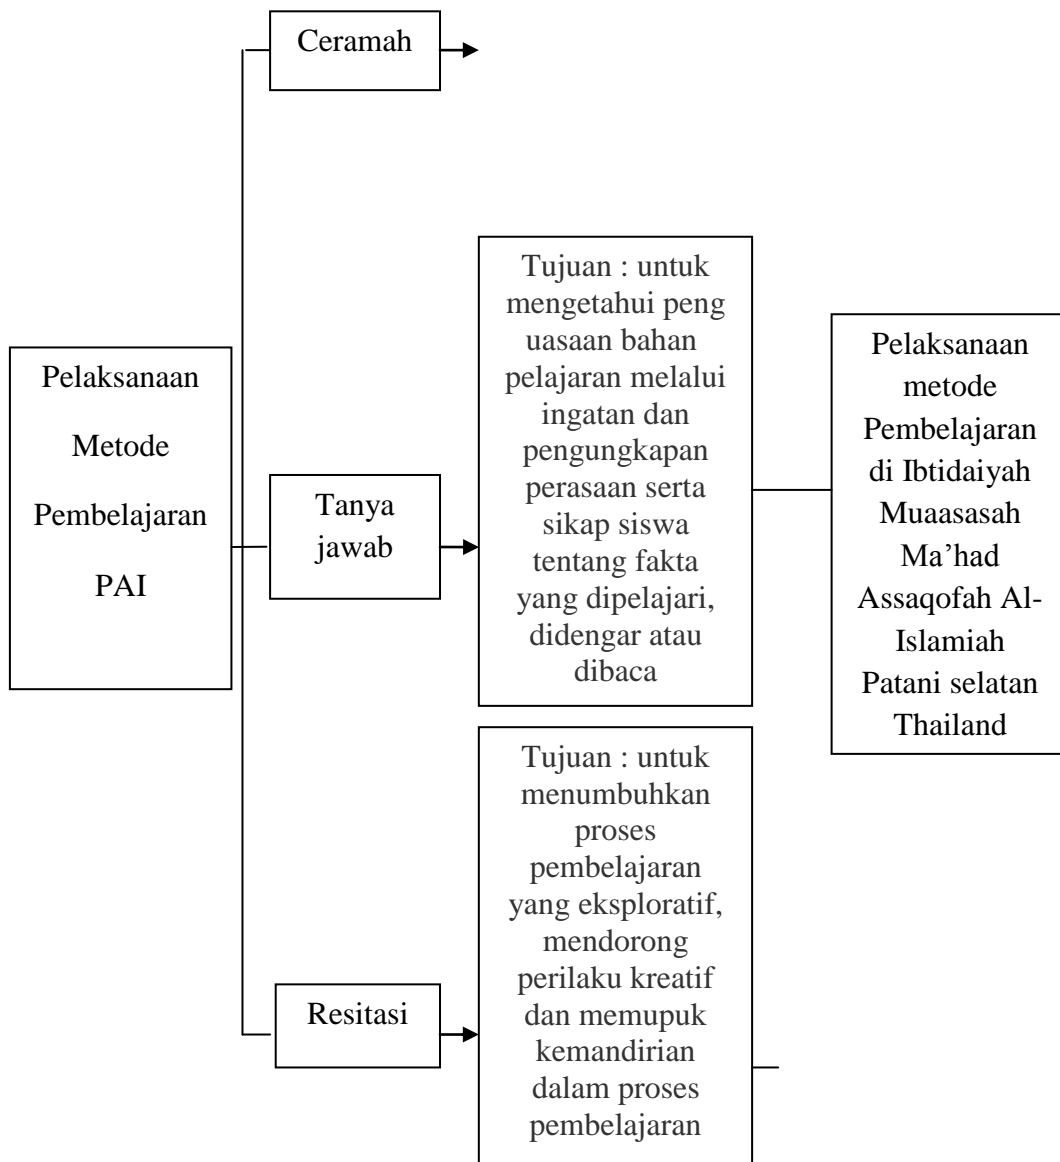 Ceramah
Tujuan : untuk
mengetahui peng
uasaan bahan
pelajaran melalui
ingatan dan
pengungkapan
perasaan serta
sikap siswa
tentang fakta
yang dipelajari,
didengar atau
dibaca
Pelaksanaan
metode
Pembelajaran
di Ibtidaiyah
Muaasasah
Ma’had
Assaqofah Al-
Islamiah
Patani selatan
Thailand
Pelaksanaan
Metode
Pembelajaran
PAI
Tanya
jawab
Tujuan : untuk
menumbuhkan
proses
pembelajaran
yang eksploratif,
mendorong
perilaku kreatif
dan memupuk
kemandirian
dalam proses
pembelajaran
Resitasi